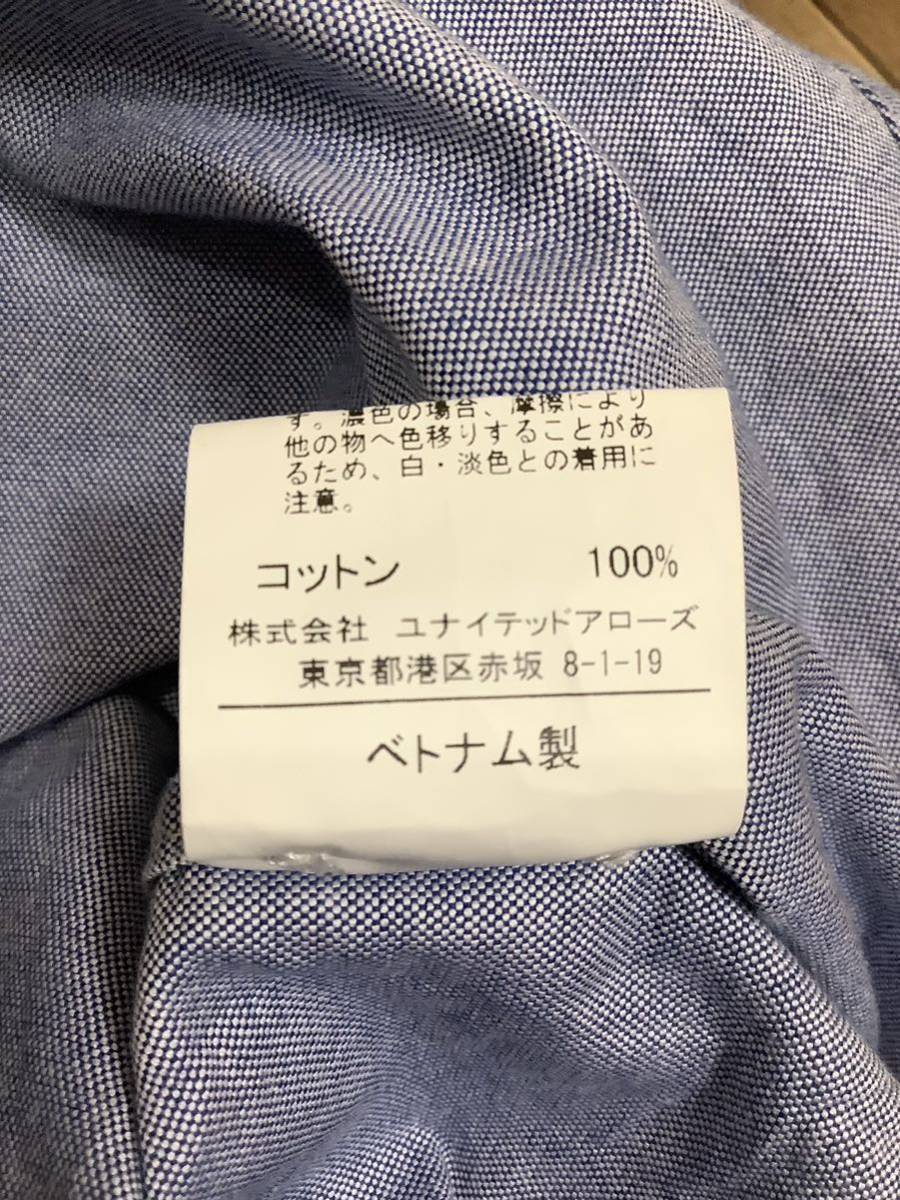 す。濃色の場合、摩擦により
他の物へ色移りすることがあ
るため、白・淡色との着用に
注意。
コットン 100%
株式会社 ユナイテッドアローズ
東京都港区赤坂 8-1-19
ベトナム製